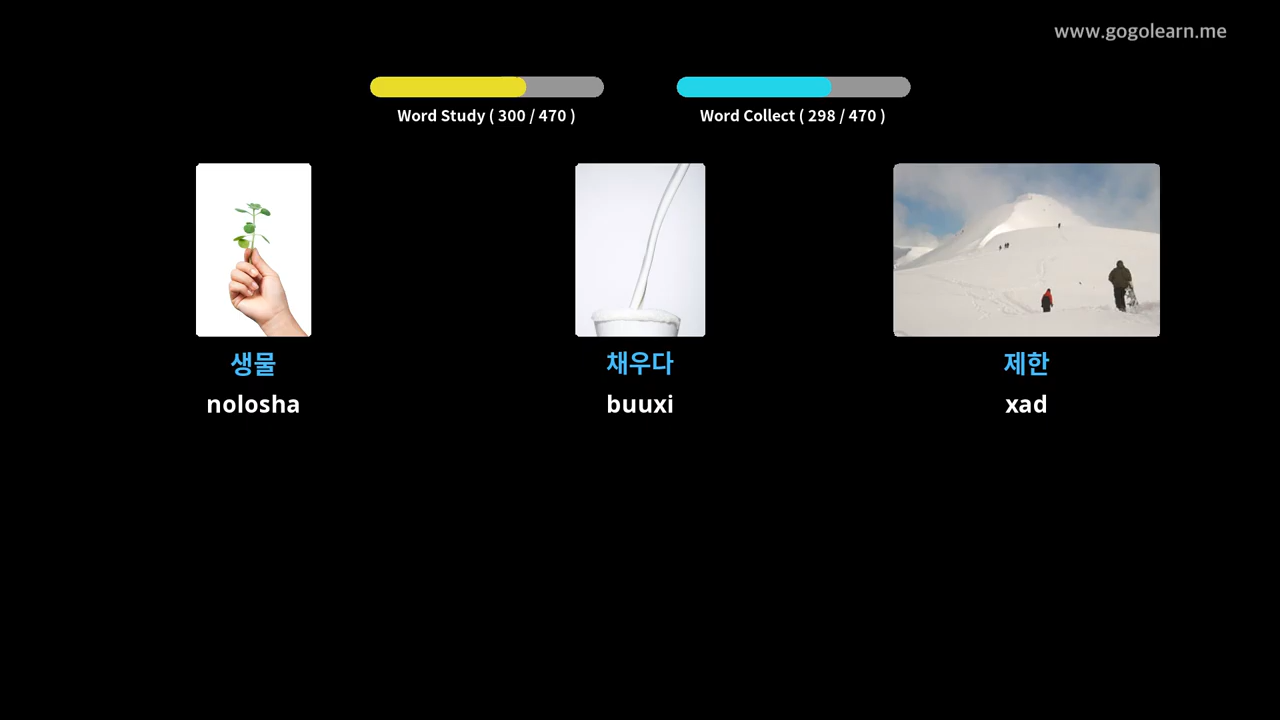 www.gogolearn.me
Word Study ( 300 / 470 )
Word Collect ( 298 / 470 )
생물
채우다
제한
nolosha
buuxi
xad